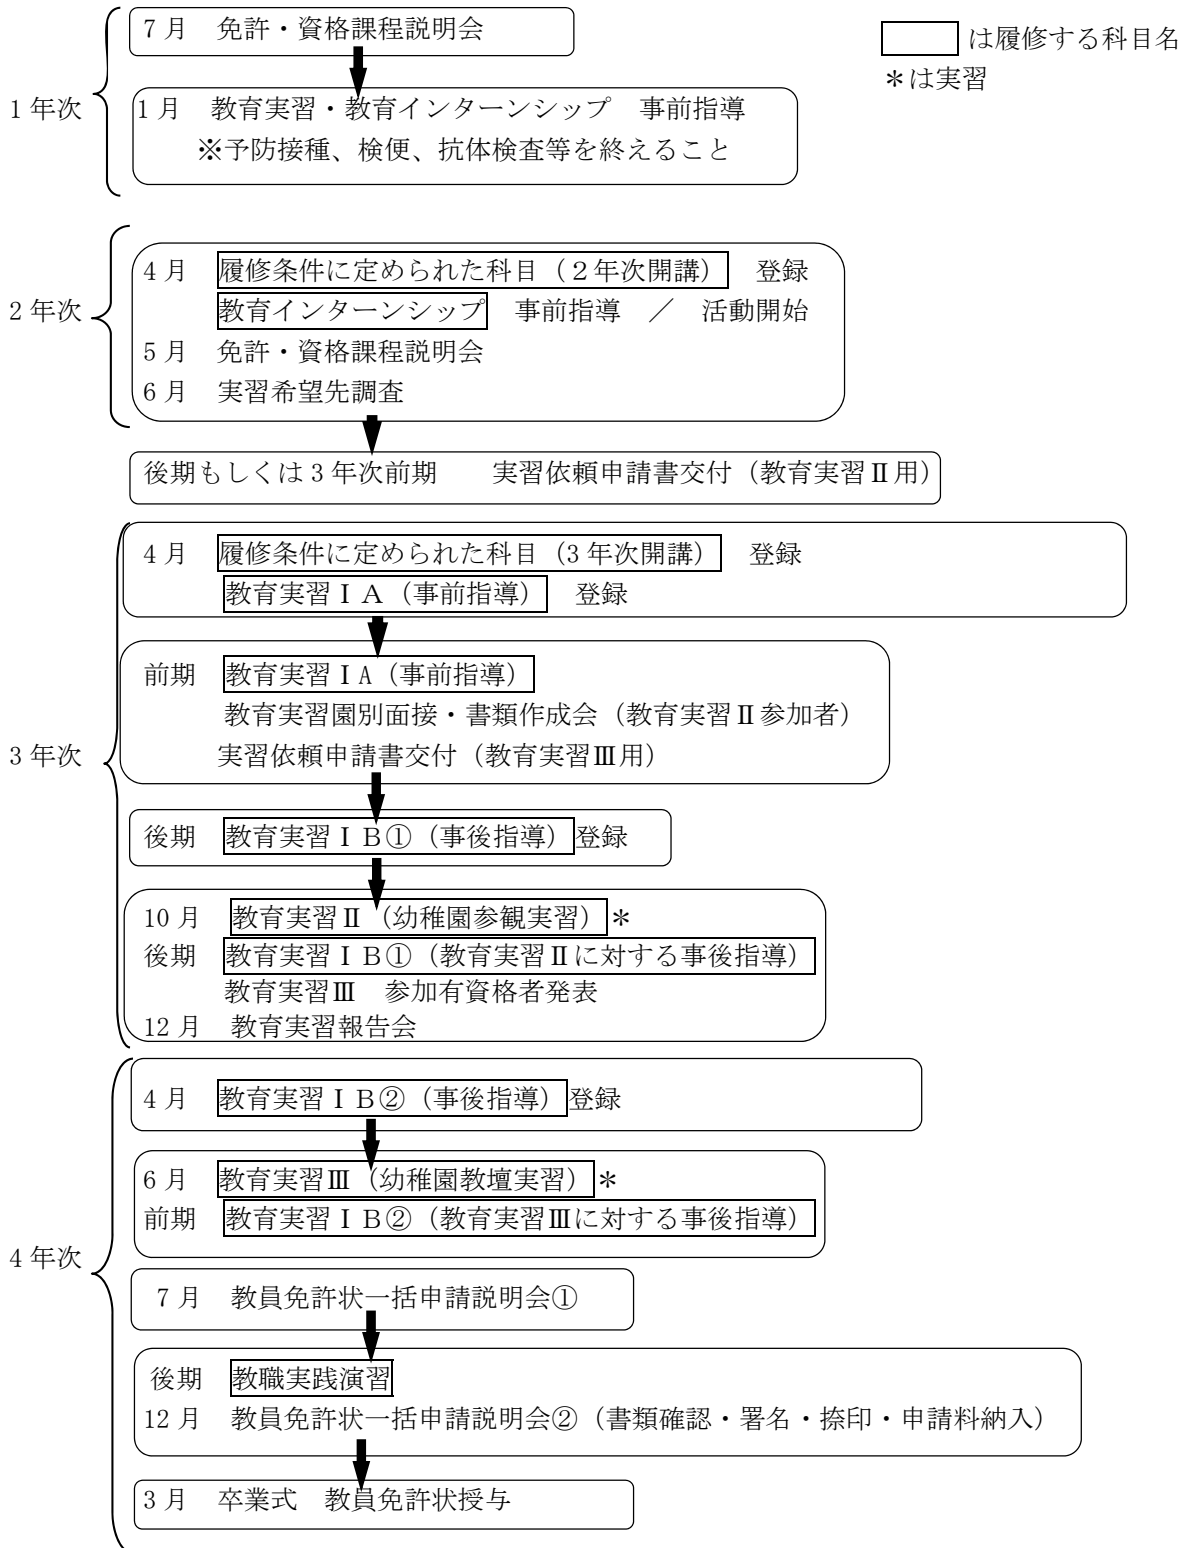 7月　免許・資格課程説明会
は履修する科目名
＊は実習
1年次
1月　教育実習・教育インターンシップ　事前指導
※予防接種、検便、抗体検査等を終えること
2年次
4月　履修条件に定められた科目（２年次開講）　登録
教育インターンシップ　事前指導　／　活動開始
5月　免許・資格課程説明会
6月　実習希望先調査
後期もしくは3年次前期　　実習依頼申請書交付（教育実習Ⅱ用）
3年次
4月　履修条件に定められた科目（3年次開講）　登録
教育実習ⅠＡ（事前指導）　登録
前期　教育実習ⅠA（事前指導）
教育実習園別面接・書類作成会（教育実習Ⅱ参加者）
実習依頼申請書交付（教育実習Ⅲ用）
後期　教育実習ⅠＢ①（事後指導）登録
10月　教育実習Ⅱ（幼稚園参観実習）＊
後期　教育実習ⅠＢ①（教育実習Ⅱに対する事後指導）
教育実習Ⅲ　参加有資格者発表
12月　教育実習報告会
4年次
4月　教育実習ⅠＢ②（事後指導）登録
6月　教育実習Ⅲ（幼稚園教壇実習）＊
前期　教育実習ⅠＢ②（教育実習Ⅲに対する事後指導）
7月　教員免許状一括申請説明会①
後期　教職実践演習
12月　教員免許状一括申請説明会②（書類確認・署名・捺印・申請料納入）
3月　卒業式　教員免許状授与